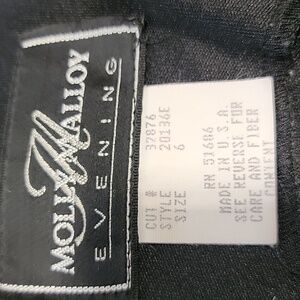 MOLLY MALLOY
M
EVENING
CUT # 37876
STYLE 20136E
SIZE 6
RN 51686
MADE IN U.S.A
SEE REVERSE FOR
CARE AND FIBER
CONTENT